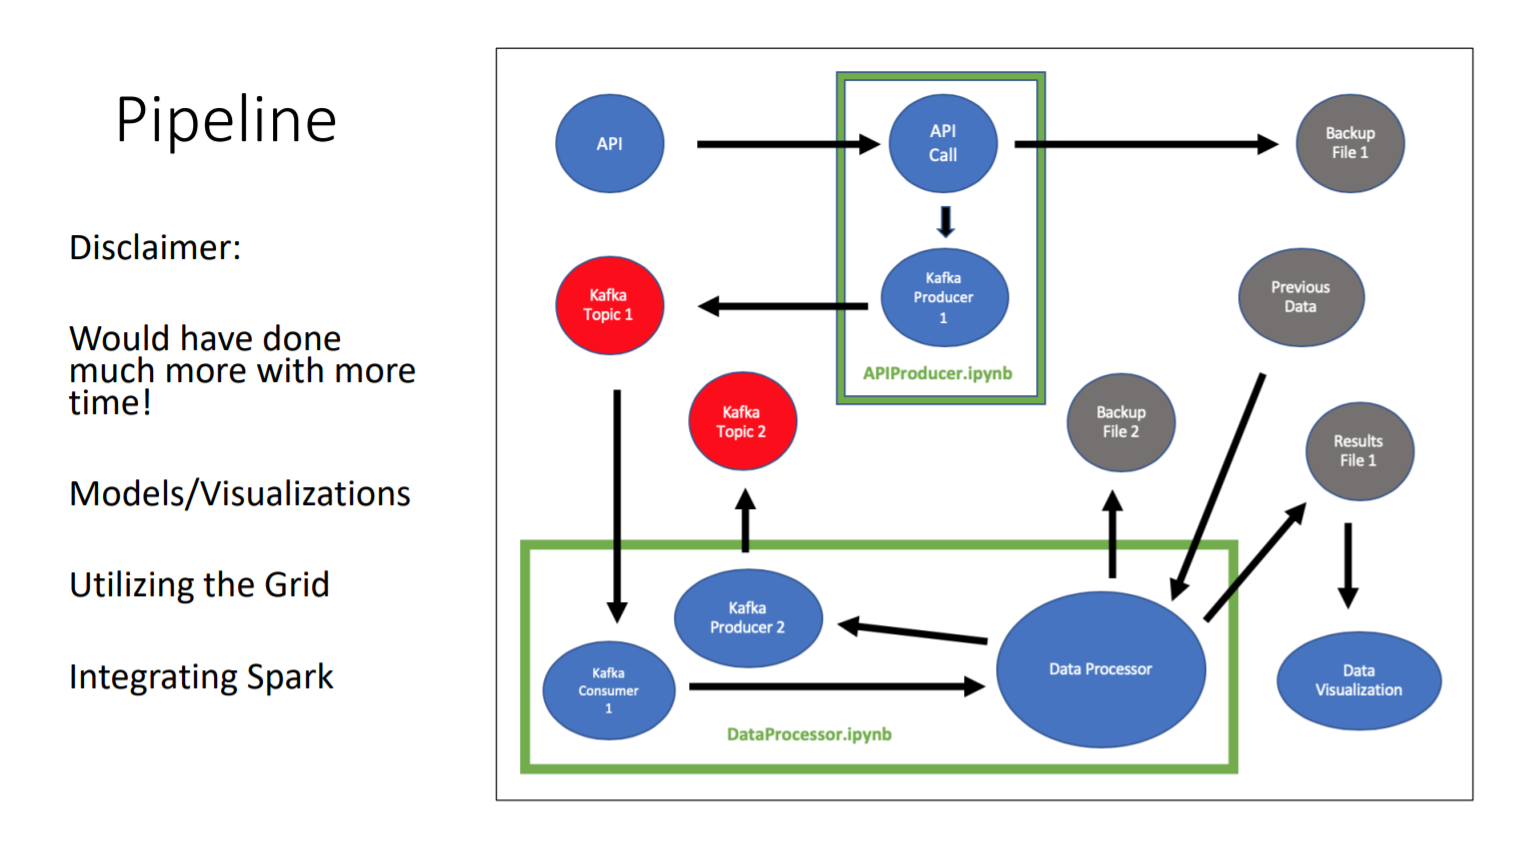 Pipeline
Disclaimer:
Would have done
much more with more
time!
Models/Visualizations
Utilizing the Grid
Integrating Spark
API
API
Call
Backup
File 1
Kafka
Topic 1
Kafka
Producer
1
Previous
Data
APIProducer.ipynb
Kafka
Topic 2
Backup
File 2
Results
File 1
Kafka
Producer 2
Kafka
Consumer
1
Data Processor
Data
Visualization
DataProcessor.ipynb